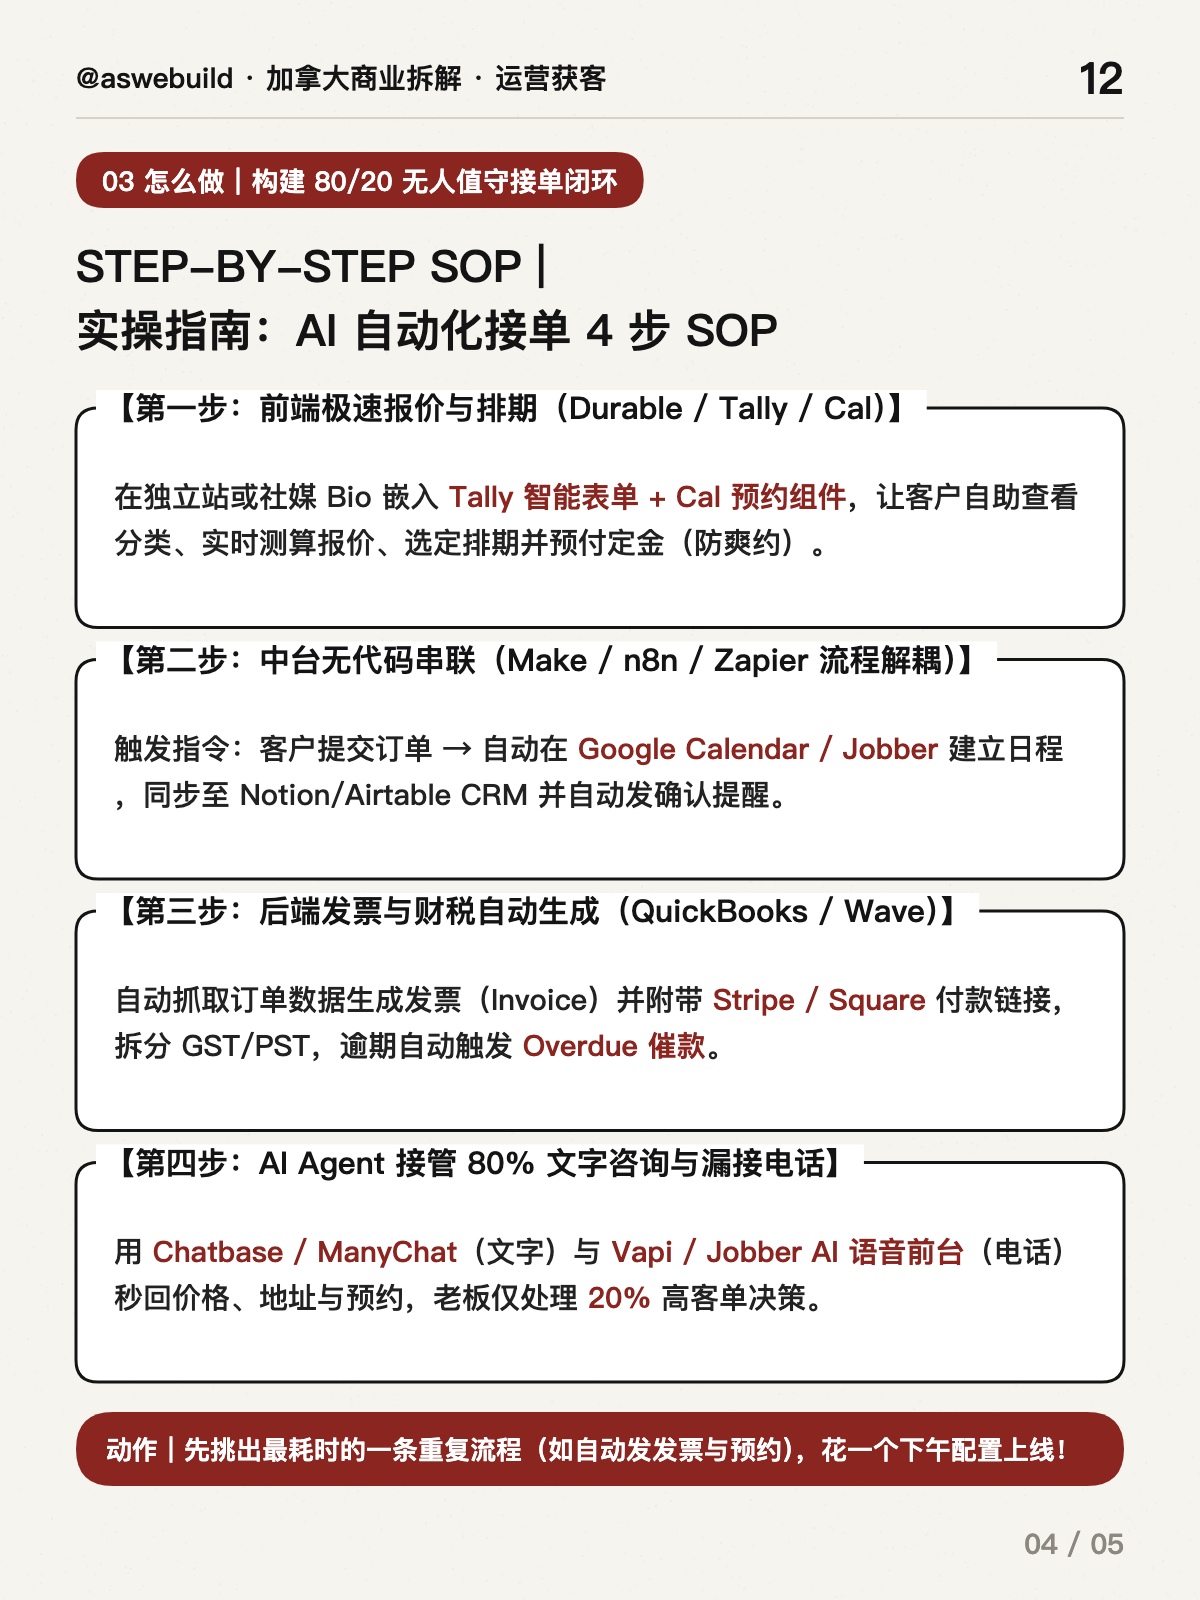 @aswebuild · 加拿大商业拆解 · 运营获客
12
03 怎么做｜构建 80/20 无人值守接单闭环
STEP–BY–STEP SOP｜
实操指南：AI 自动化接单 4 步 SOP
【第一步：前端极速报价与排期（Durable / Tally / Cal）】
在独立站或社媒 Bio 嵌入 Tally 智能表单 + Cal 预约组件，让客户自助查看
分类、实时测算报价、选定排期并预付定金（防爽约）。
【第二步：中台无代码串联（Make / n8n / Zapier 流程解耦）】
触发指令：客户提交订单 → 自动在 Google Calendar / Jobber 建立日程
，同步至 Notion/Airtable CRM 并自动发确认提醒。
【第三步：后端发票与财税自动生成（QuickBooks / Wave）】
自动抓取订单数据生成发票（Invoice）并附带 Stripe / Square 付款链接，
拆分 GST/PST，逾期自动触发 Overdue 催款。
【第四步：AI Agent 接管 80% 文字咨询与漏接电话】
用 Chatbase / ManyChat（文字）与 Vapi / Jobber AI 语音前台（电话）
秒回价格、地址与预约，老板仅处理 20% 高客单决策。
动作｜先挑出最耗时的一条重复流程（如自动发发票与预约），花一个下午配置上线！
04 / 05